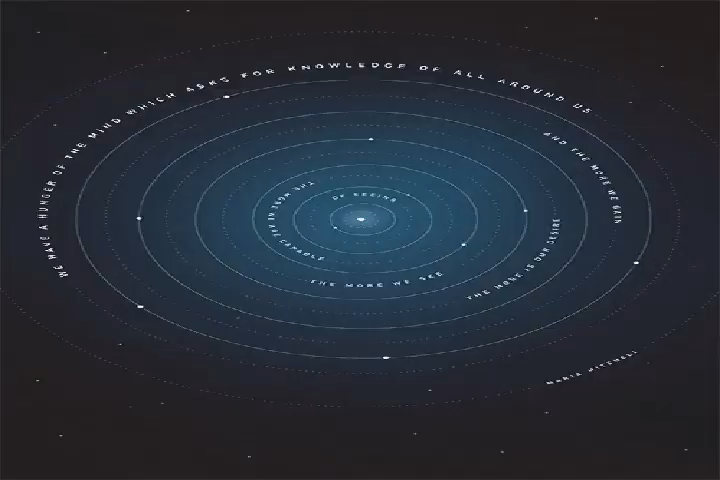 WE HAVE A HUNGER OF THE MIND WHICH ASKS FOR KNOWLEDGE OF ALL AROUND US
AND THE MORE WE GAIN
THE MORE IS OUR DESIRE
THE MORE WE SEE
THE MORE WE ARE CAPABLE
OF SEEING
MARIA MITCHELL